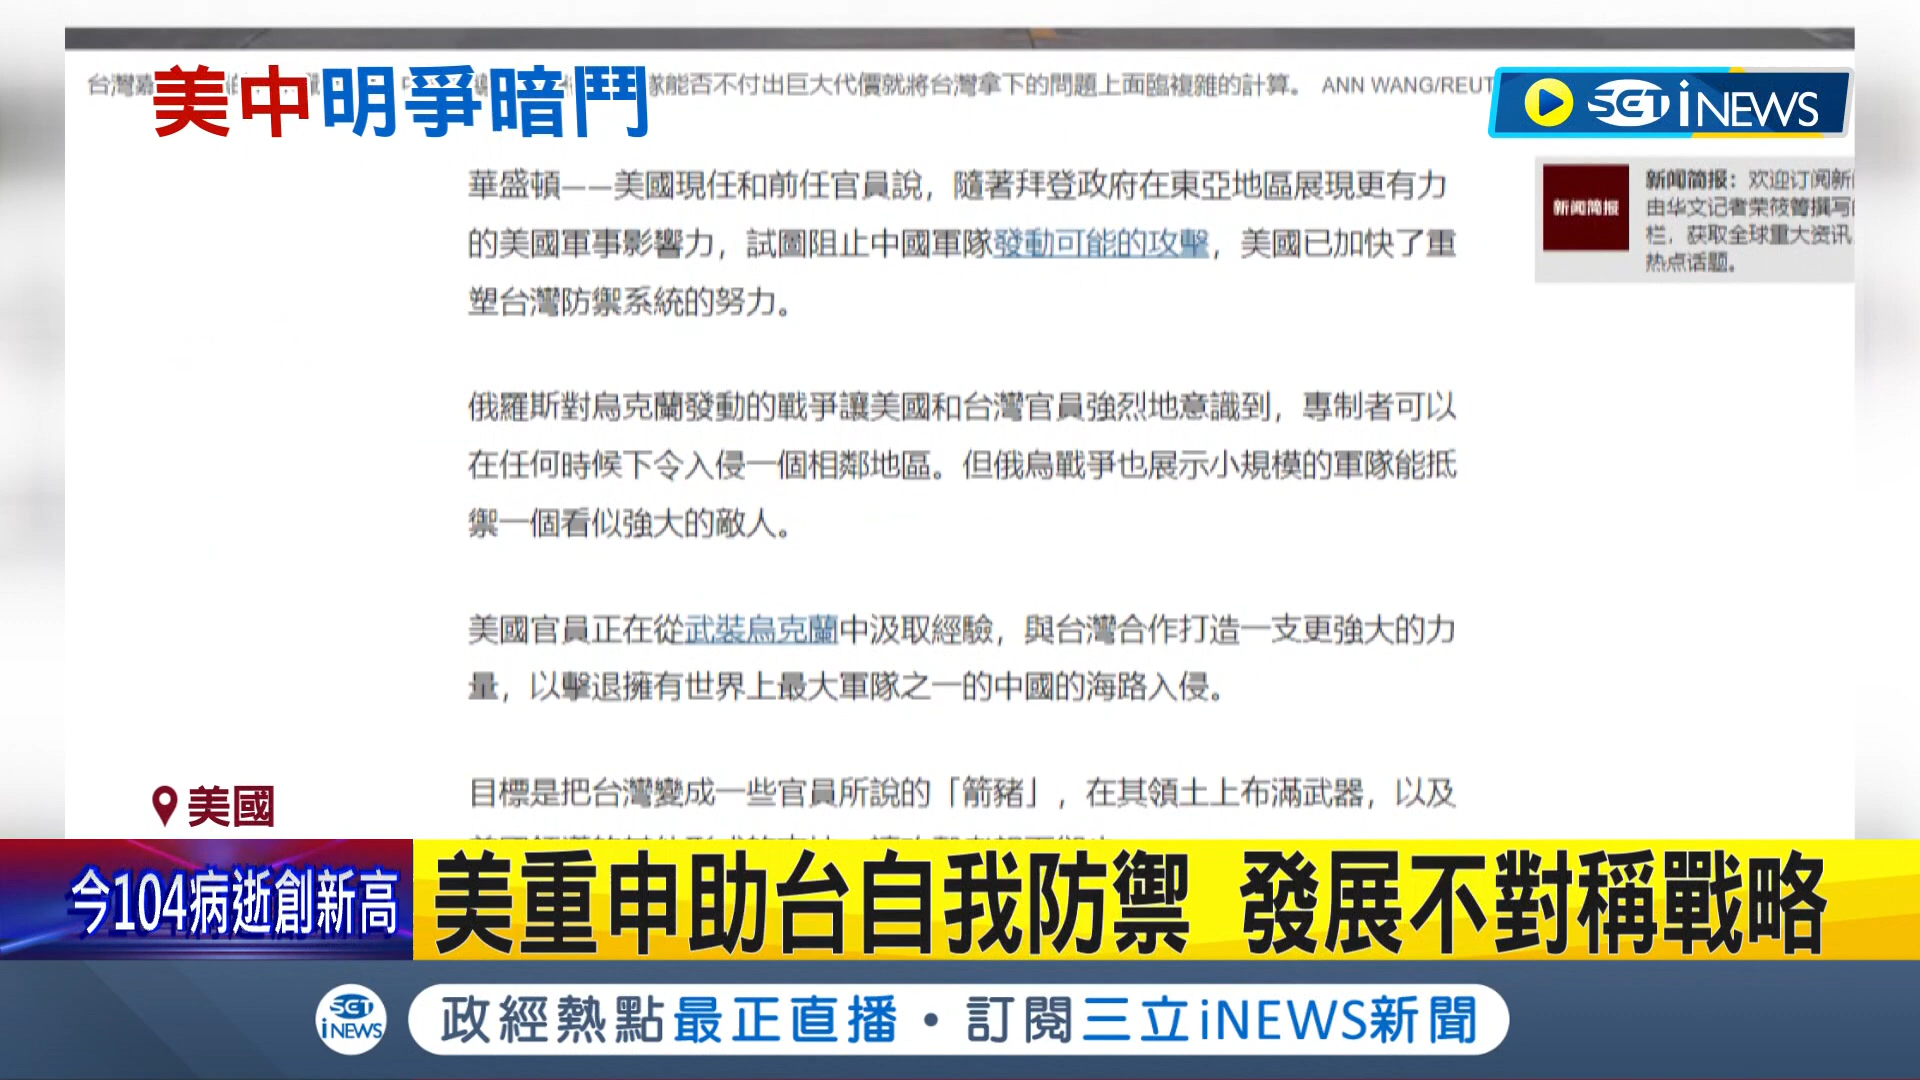 台灣嘉
隊能否不付出巨大代價就將台灣拿下的問題上面臨複雜的計算。 ANN WANG/REUT
美中明爭暗鬥
SET iNEWS
華盛頓——美國現任和前任官員說，隨著拜登政府在東亞地區展現更有力
的美國軍事影響力，試圖阻止中國軍隊發動可能的攻擊，美國已加快了重
塑台灣防禦系統的努力。
新闻简报
新闻简报：欢迎订阅新
由华文记者荣筱箐撰写
栏，获取全球重大资讯
热点话题。
俄羅斯對烏克蘭發動的戰爭讓美國和台灣官員強烈地意識到，專制者可以
在任何時候下令入侵一個相鄰地區。但俄烏戰爭也展示小規模的軍隊能抵
禦一個看似強大的敵人。
美國官員正在從武裝烏克蘭中汲取經驗，與台灣合作打造一支更強大的力
量，以擊退擁有世界上最大軍隊之一的中國的海路入侵。
目標是把台灣變成一些官員所說的「箭豬」，在其領土上布滿武器，以及
美國
今104病逝創新高
美重申助台自我防禦 發展不對稱戰略
SET iNEWS
政經熱點最正直播・訂閱三立iNEWS新聞